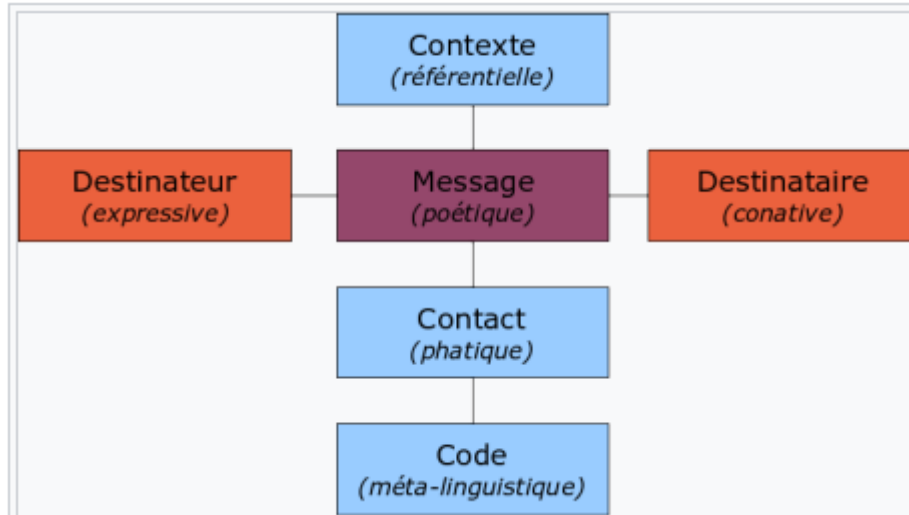 Contexte
(référentielle)
Destinateur
(expressive)
Message
(poétique)
Destinataire
(conative)
Contact
(phatique)
Code
(méta-linguistique)